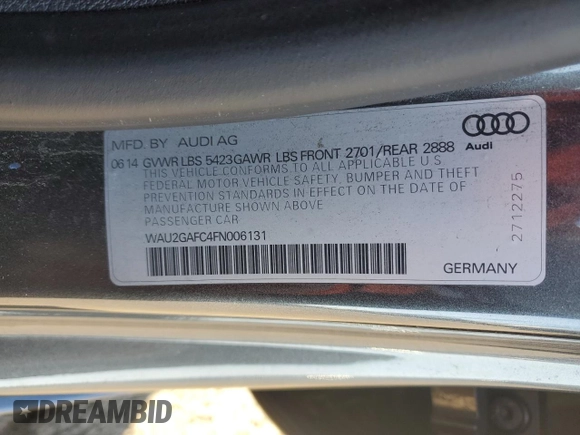 MFD. BY AUDI AG
0614 GVWR LBS 5423 GAWR LBS FRONT 2701/REAR 2888
Audi
THIS VEHICLE CONFORMS TO ALL APPLICABLE U.S.
FEDERAL MOTOR VEHICLE SAFETY, BUMPER AND THEFT
PREVENTION STANDARDS IN EFFECT ON THE DATE OF
MANUFACTURE SHOWN ABOVE
PASSENGER CAR
WAU2GAFC4FN006131
GERMANY
2712275
DREAMBID